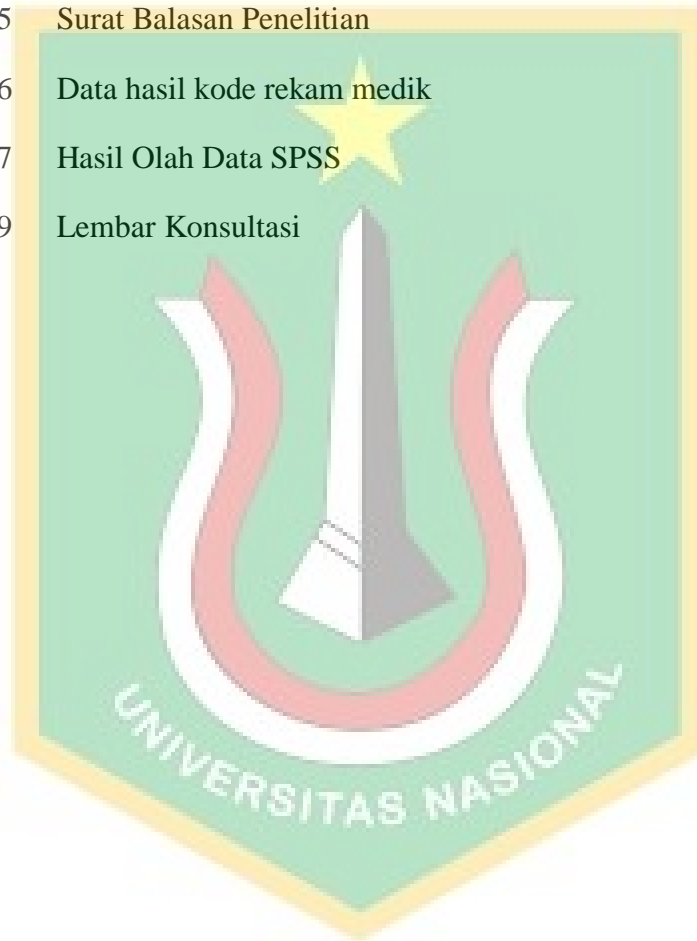 5 Surat Balasan Penelitian
6 Data hasil kode rekam medik
7 Hasil Olah Data SPSS
9 Lembar Konsultasi
UNIVERSITAS NASIONAL